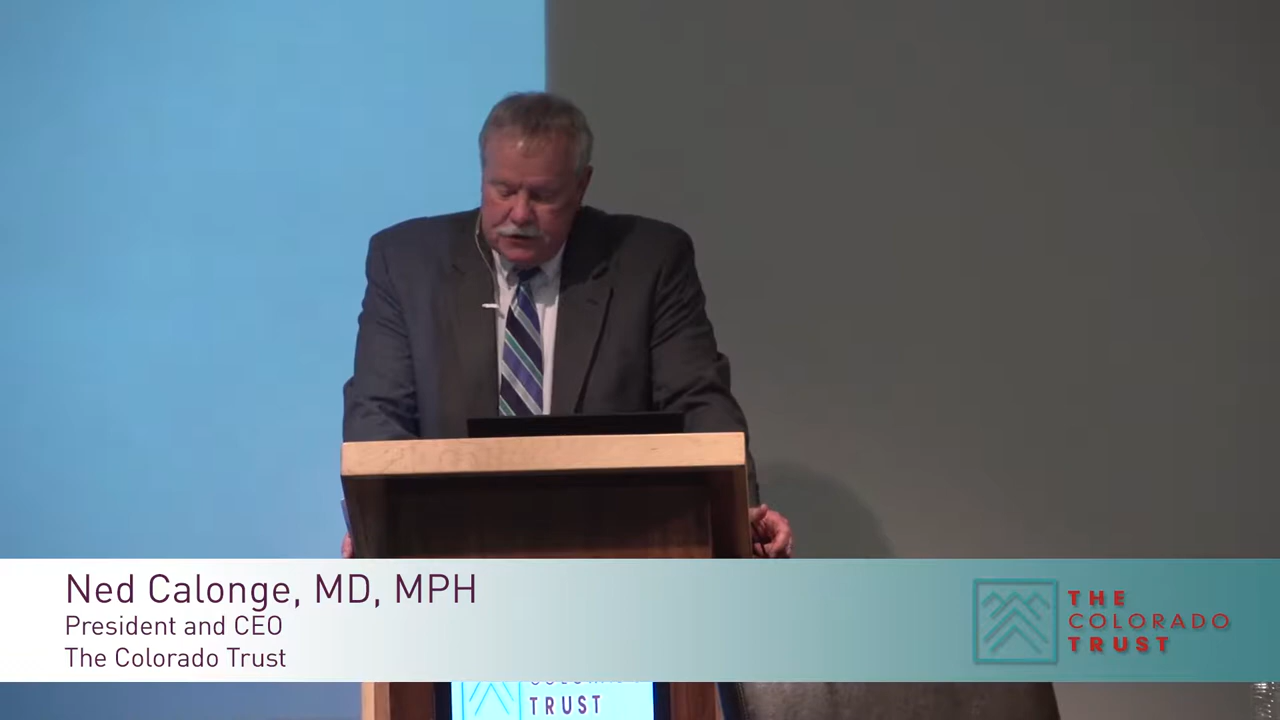 Ned Calonge, MD, MPH
President and CEO
The Colorado Trust
THE
COLORADO
TRUST
TRUST